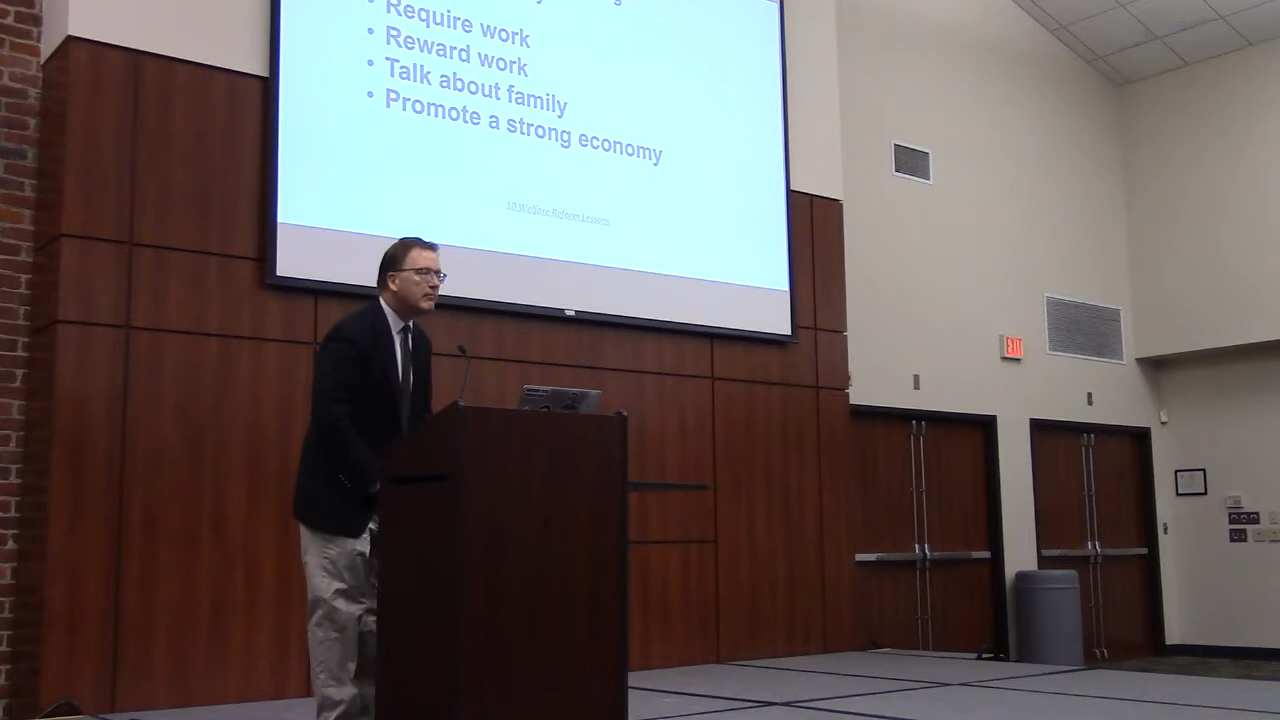 • Require work
• Reward work
• Talk about family
• Promote a strong economy
10 Welfare Reform Lessons
EXIT